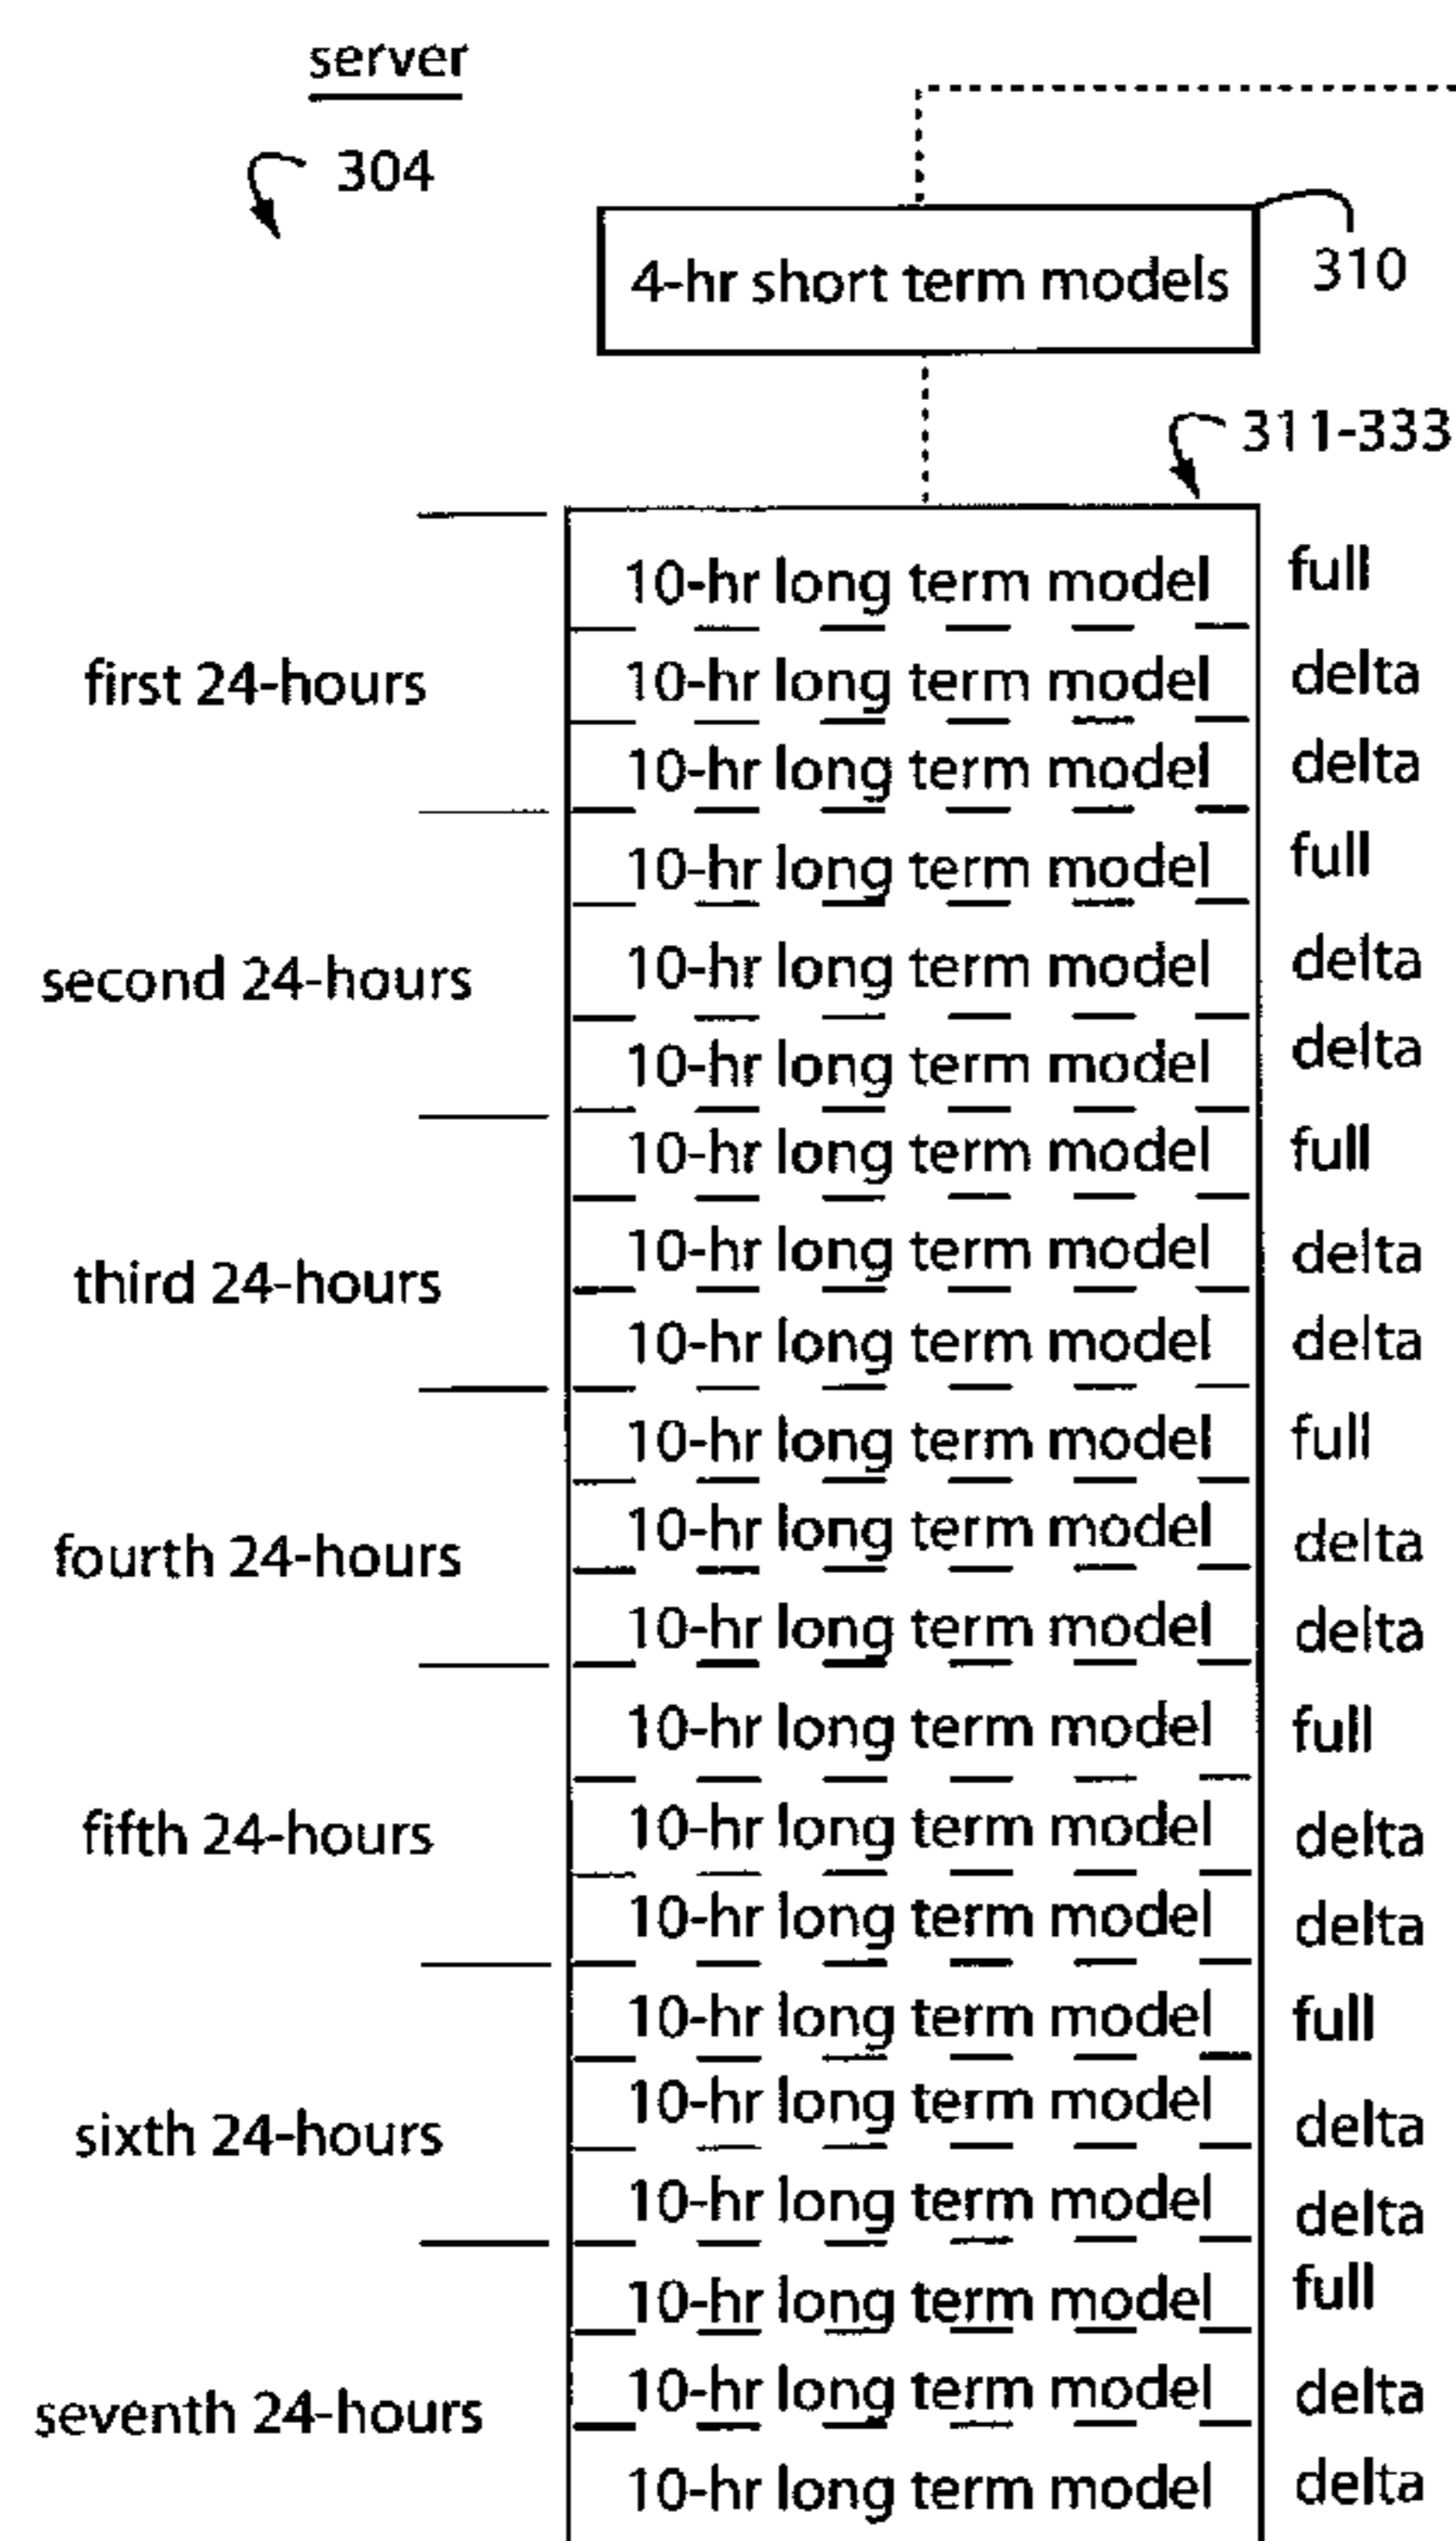 server
304
4-hr short term models
310
311-333
10-hr long term model full
first 24-hours 10-hr long term model delta
10-hr long term model delta
10-hr long term model full
second 24-hours 10-hr long term model delta
10-hr long term model delta
10-hr long term model full
third 24-hours 10-hr long term model delta
10-hr long term model delta
10-hr long term model full
fourth 24-hours 10-hr long term model delta
10-hr long term model delta
10-hr long term model full
fifth 24-hours 10-hr long term model delta
10-hr long term model delta
10-hr long term model full
sixth 24-hours 10-hr long term model delta
10-hr long term model delta
10-hr long term model full
seventh 24-hours 10-hr long term model delta
10-hr long term model delta